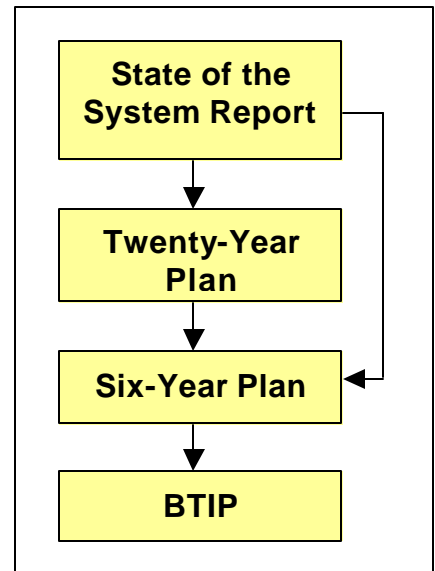 State of the
System Report
Twenty-Year
Plan
Six-Year Plan
BTIP